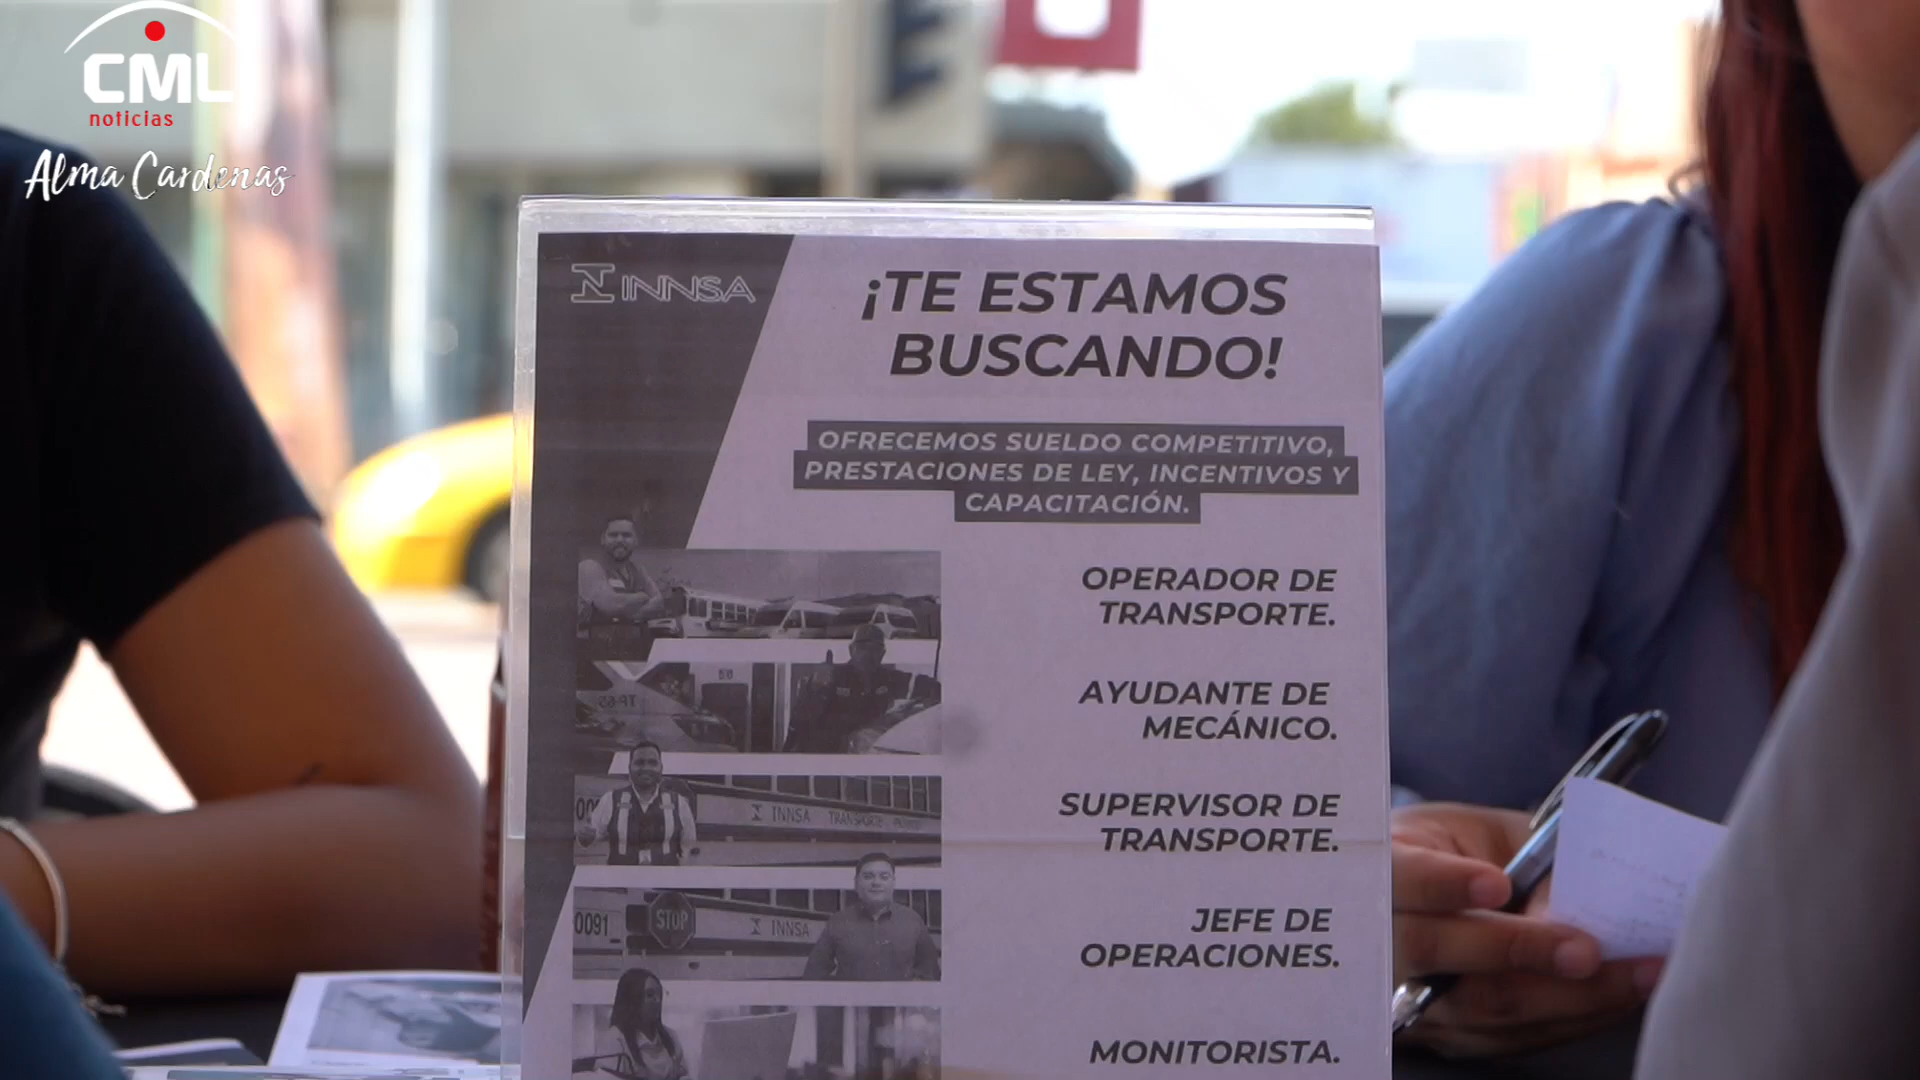 CML
noticias
Alma Cardenas
INNSA
¡TE ESTAMOS
BUSCANDO!
OFRECEMOS SUELDO COMPETITIVO,
PRESTACIONES DE LEY, INCENTIVOS Y
CAPACITACIÓN.
OPERADOR DE
TRANSPORTE.
AYUDANTE DE
MECÁNICO.
SUPERVISOR DE
TRANSPORTE.
INNSA TRANSPORTE
JEFE DE
OPERACIONES.
0091
STOP
INNSA
MONITORISTA.